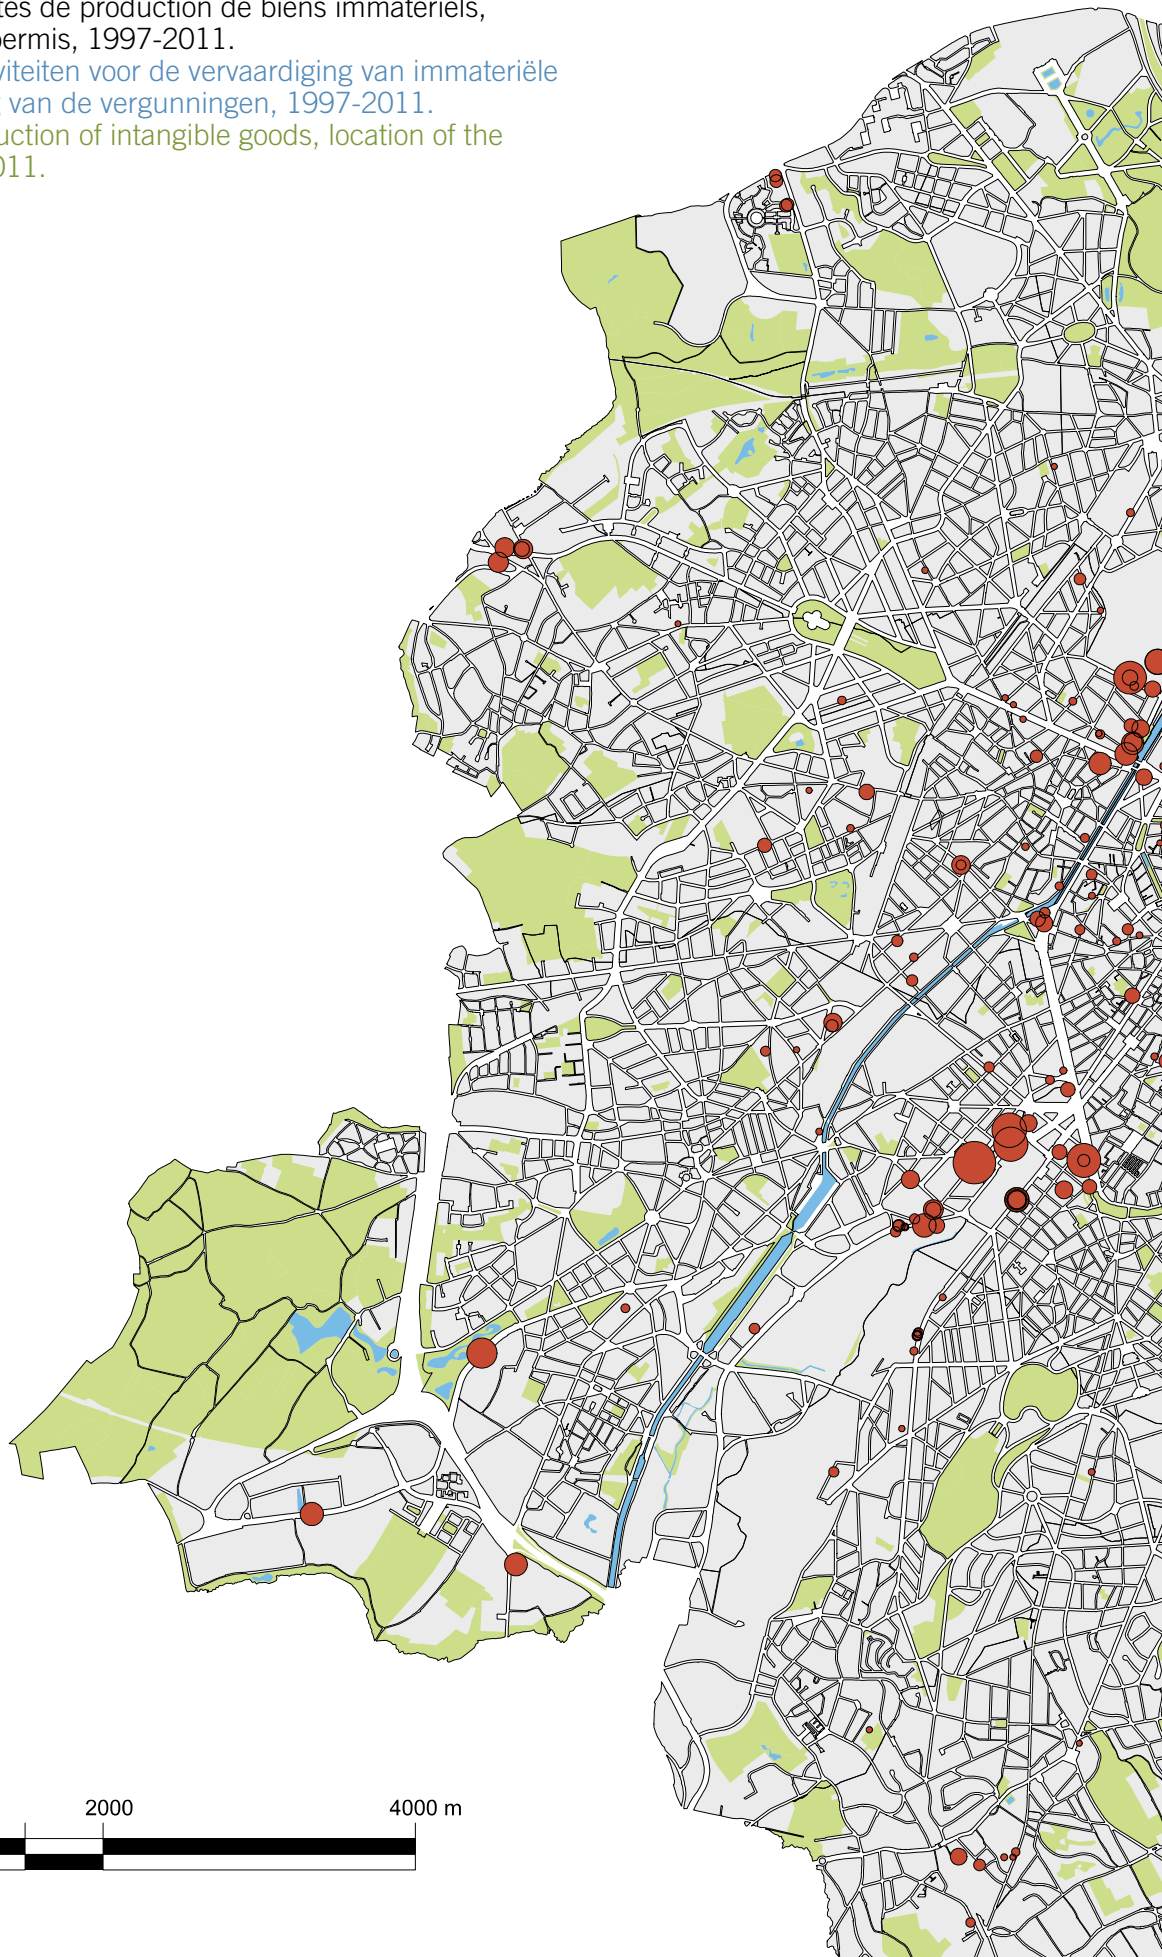 tés de production de biens immatériels,
permis, 1997-2011.
viteiten voor de vervaardiging van immateriële
van de vergunningen, 1997-2011.
uction of intangible goods, location of the
011.
2000 4000 m